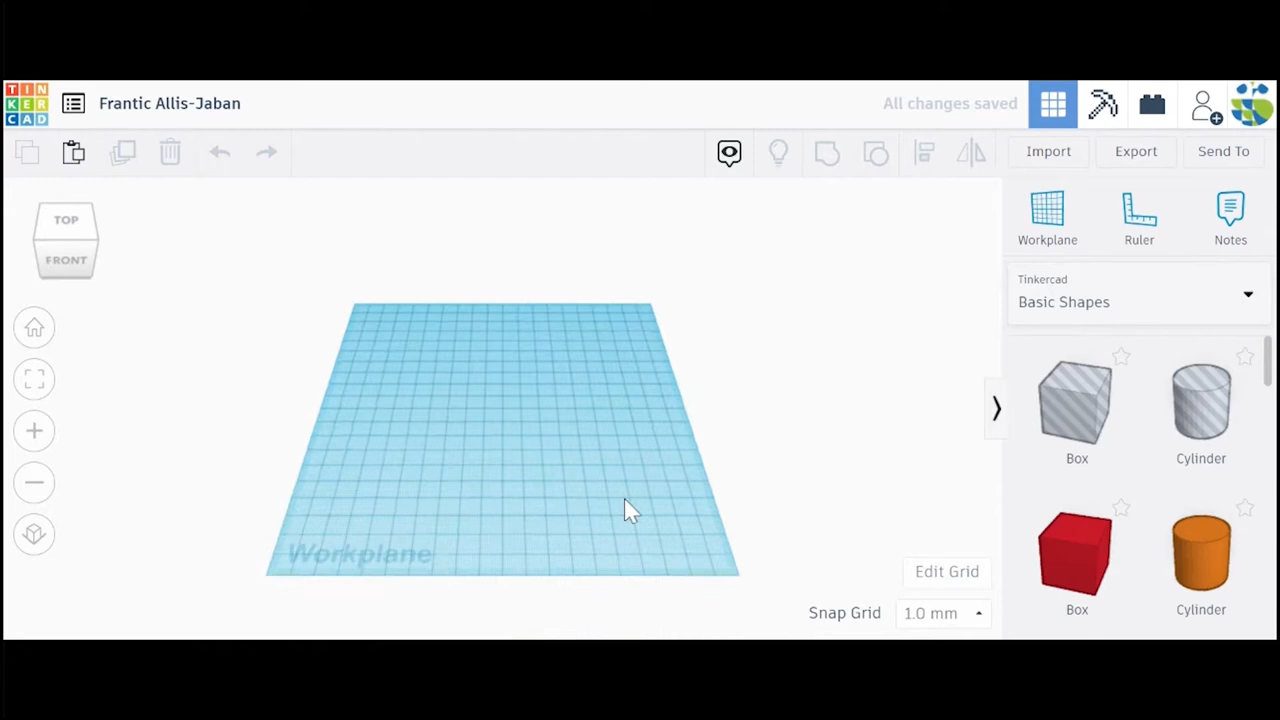 TIN
KER
CAD
Frantic Allis-Jaban
All changes saved
Import
Export
Send To
TOP
FRONT
Workplane
Ruler
Notes
Tinkercad
Basic Shapes
Box
Cylinder
Box
Cylinder
Workplane
Edit Grid
Snap Grid
1.0 mm